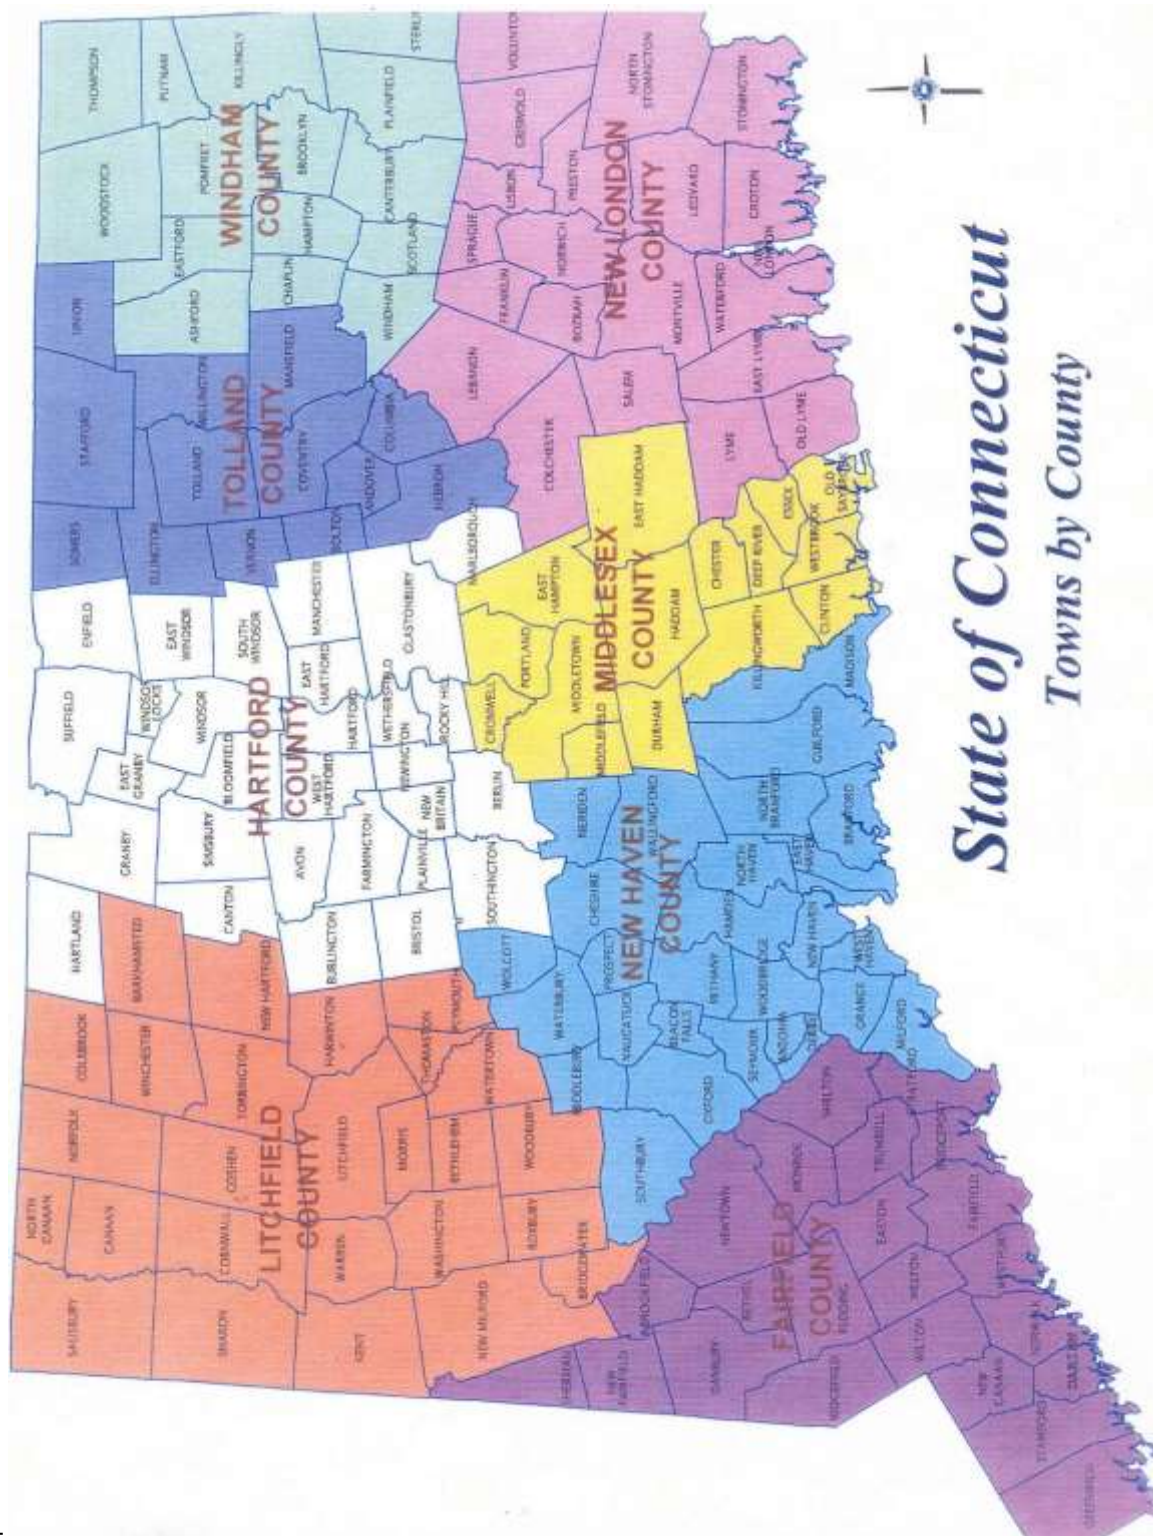 SALISBURY
NORTH
CANAAN
CANAAN
NORFOLK
COLEBROOK
HARTLAND
SHARON
CORNWALL
GOSHEN
WINCHESTER
BARKHAMSTED
TORRINGTON
NEW HARTFORD
LITCHFIELD
COUNTY
KENT
WARREN
LITCHFIELD
HARWINTON
MORRIS
THOMASTON
PLYMOUTH
NEW MILFORD
WASHINGTON
BETHLEHEM
WATERTOWN
WOODBURY
ROXBURY
BRIDGEWATER
GRANBY
SUFFIELD
ENFIELD
EAST
GRANBY
WINDSOR
LOCKS
EAST
WINDSOR
CANTON
SIMSBURY
BLOOMFIELD
WINDSOR
SOUTH
WINDSOR
HARTFORD
COUNTY
BURLINGTON
AVON
WEST
HARTFORD
HARTFORD
EAST
HARTFORD
MANCHESTER
BRISTOL
FARMINGTON
PLAINVILLE
NEW
BRITAIN
NEWINGTON
WETHERSFIELD
ROCKY HILL
GLASTONBURY
MARLBOROUGH
SOUTHINGTON
BERLIN
SOMERS
STAFFORD
UNION
ELLINGTON
TOLLAND
WILLINGTON
VERNON
TOLLAND
COUNTY
BOLTON
COVENTRY
MANSFIELD
ANDOVER
COLUMBIA
HEBRON
WOODSTOCK
THOMPSON
PUTNAM
ASHFORD
EASTFORD
POMFRET
KILLINGLY
WINDHAM
COUNTY
CHAPLIN
HAMPTON
BROOKLYN
WINDHAM
SCOTLAND
CANTERBURY
PLAINFIELD
STERLI
LEBANON
FRANKLIN
SPRAGUE
LISBON
GRISWOLD
VOLUNTO
COLCHESTER
BOZRAH
NORWICH
PRESTON
NORTH
STONINGTON
NEW LONDON
COUNTY
SALEM
MONTVILLE
LEDYARD
LYME
EAST LYME
WATERFORD
NEW
LONDON
GROTON
STONINGTON
OLD LYME
CROMWELL
PORTLAND
EAST
HAMPTON
MIDDLEFIELD
MIDDLETOWN
EAST HADDAM
MIDDLESEX
COUNTY
DURHAM
HADDAM
CHESTER
DEEP RIVER
ESSEX
KILLINGWORTH
CLINTON
WESTBROOK
OLD
SAYBROOK
WOLCOTT
WATERBURY
CHESHIRE
MERIDEN
MIDDLEBURY
NAUGATUCK
PROSPECT
WALLINGFORD
NEW HAVEN
COUNTY
SOUTHBURY
OXFORD
BEACON
FALLS
BETHANY
HAMDEN
NORTH
HAVEN
NORTH
BRANFORD
GUILFORD
MADISON
SEYMOUR
ANSONIA
DERBY
WOODBRIDGE
NEW HAVEN
EAST
HAVEN
BRANFORD
ORANGE
WEST
HAVEN
MILFORD
SHERMAN
NEW
FAIRFIELD
BROOKFIELD
NEWTOWN
DANBURY
BETHEL
MONROE
SHELTON
FAIRFIELD
COUNTY
RIDGEFIELD
REDDING
EASTON
TRUMBULL
STRATFORD
WILTON
WESTON
FAIRFIELD
BRIDGEPORT
NEW
CANAAN
NORWALK
WESTPORT
STAMFORD
DARIEN
GREENWICH
State of Connecticut
Towns by County